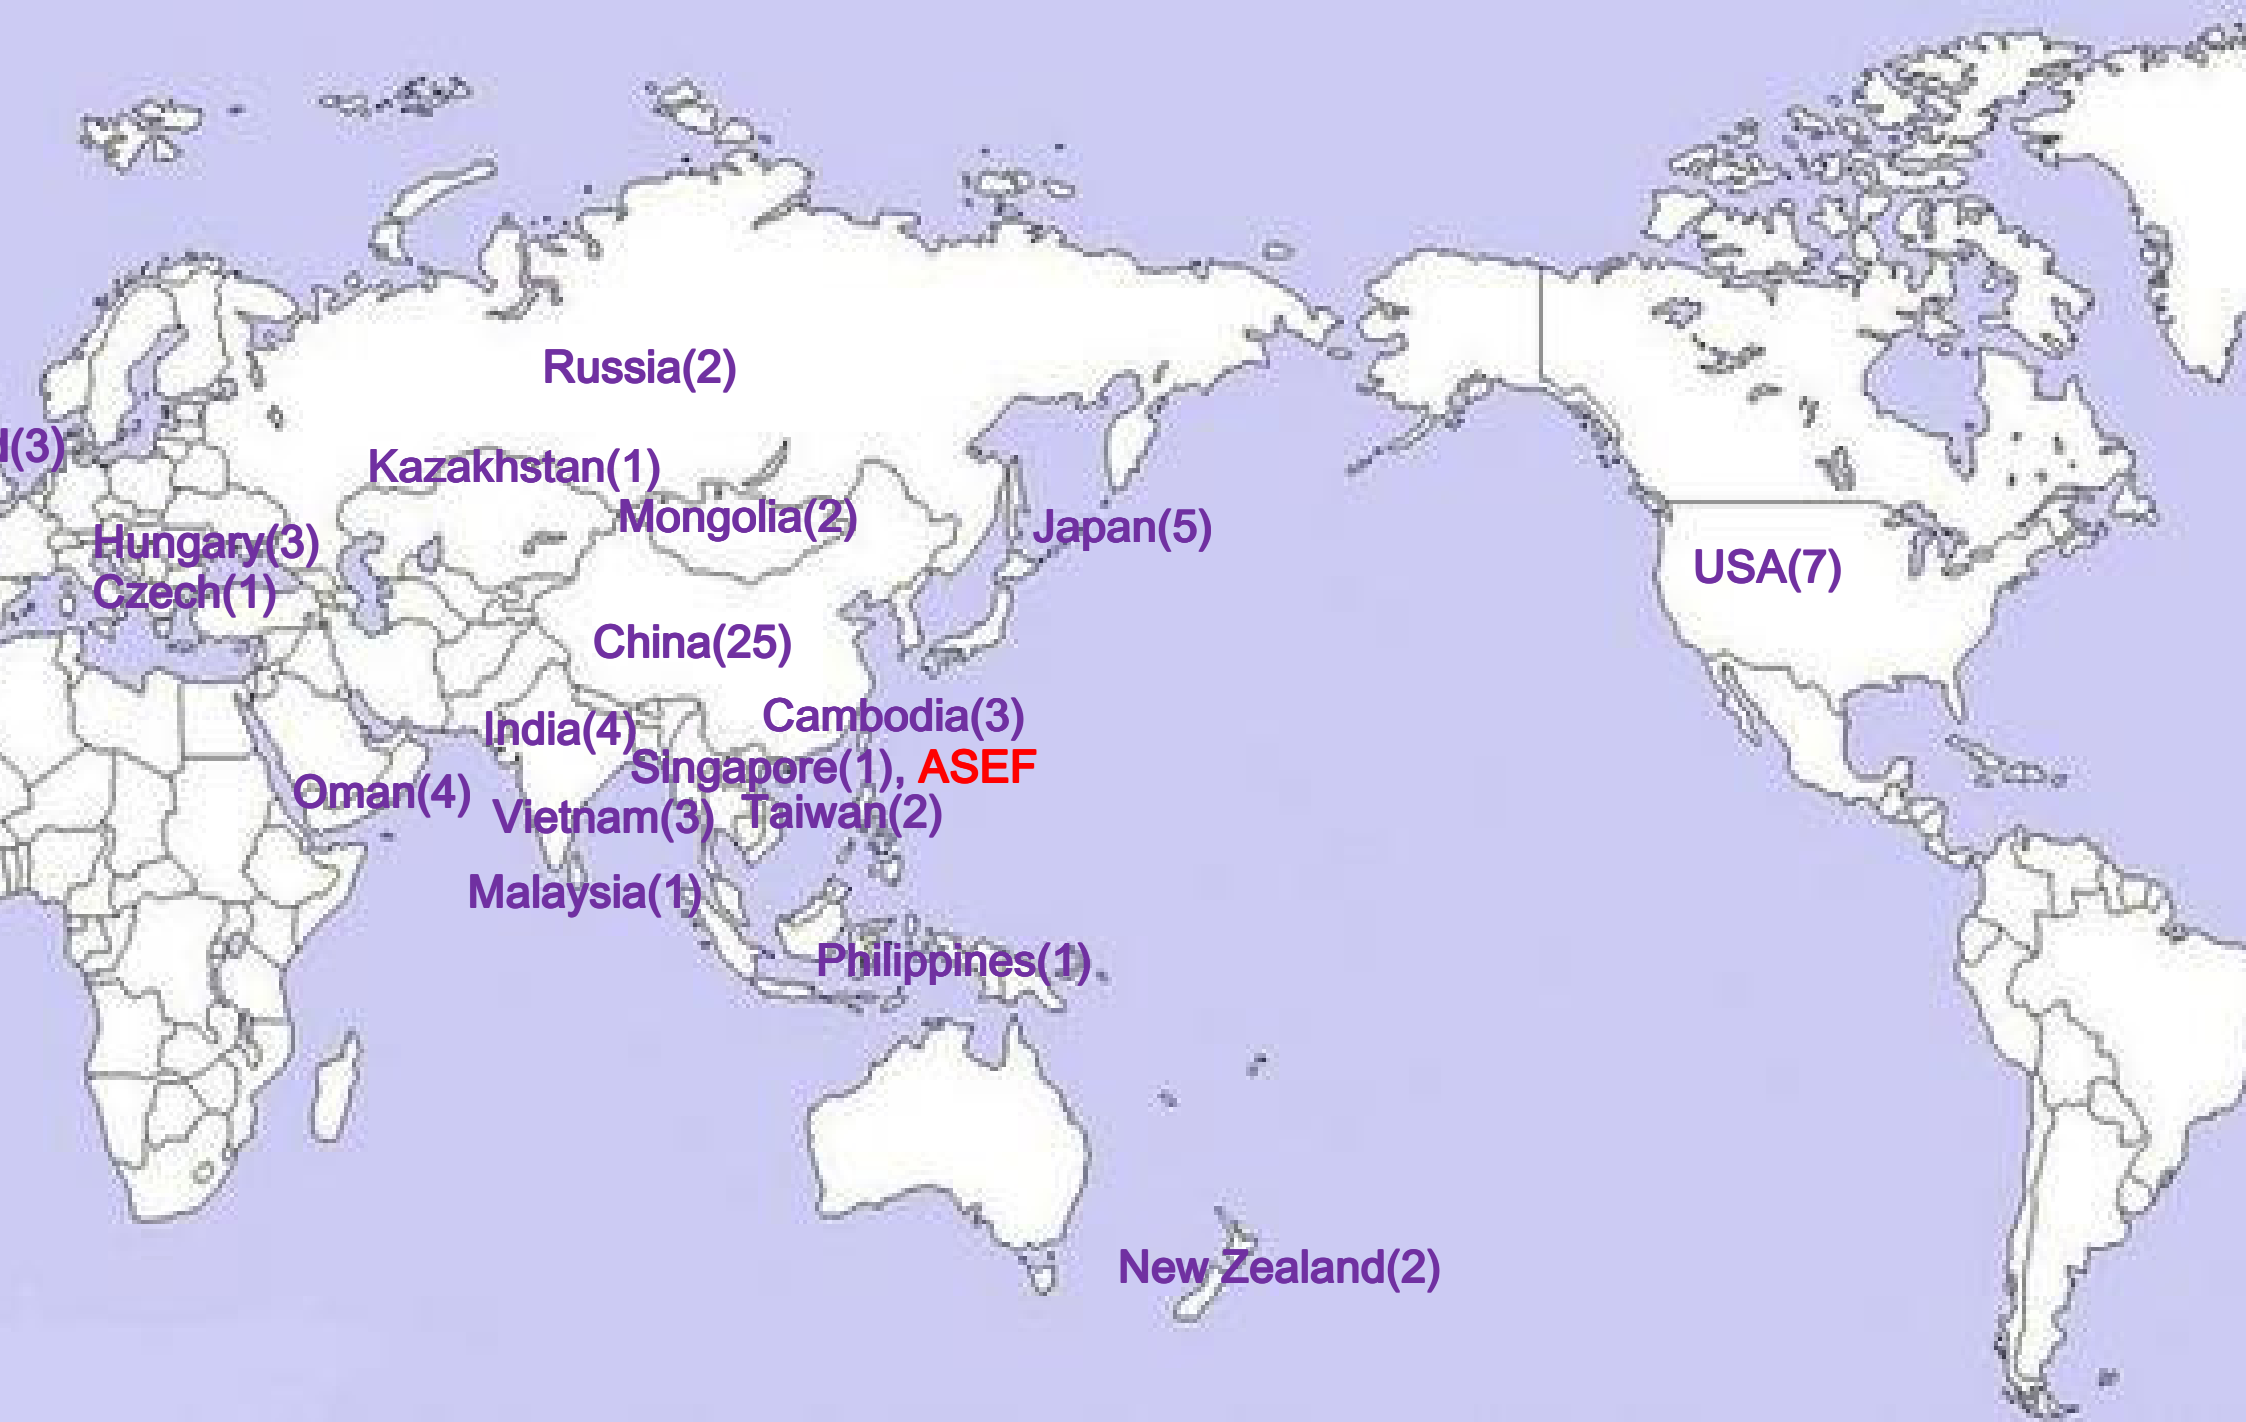 Russia(2)
d(3)
Kazakhstan(1)
Mongolia(2)
Japan(5)
Hungary(3)
USA(7)
Czech(1)
China(25)
Cambodia(3)
India(4)
Singapore(1), ASEF
Oman(4)
Vietnam(3)
Taiwan(2)
Malaysia(1)
Philippines(1)
New Zealand(2)